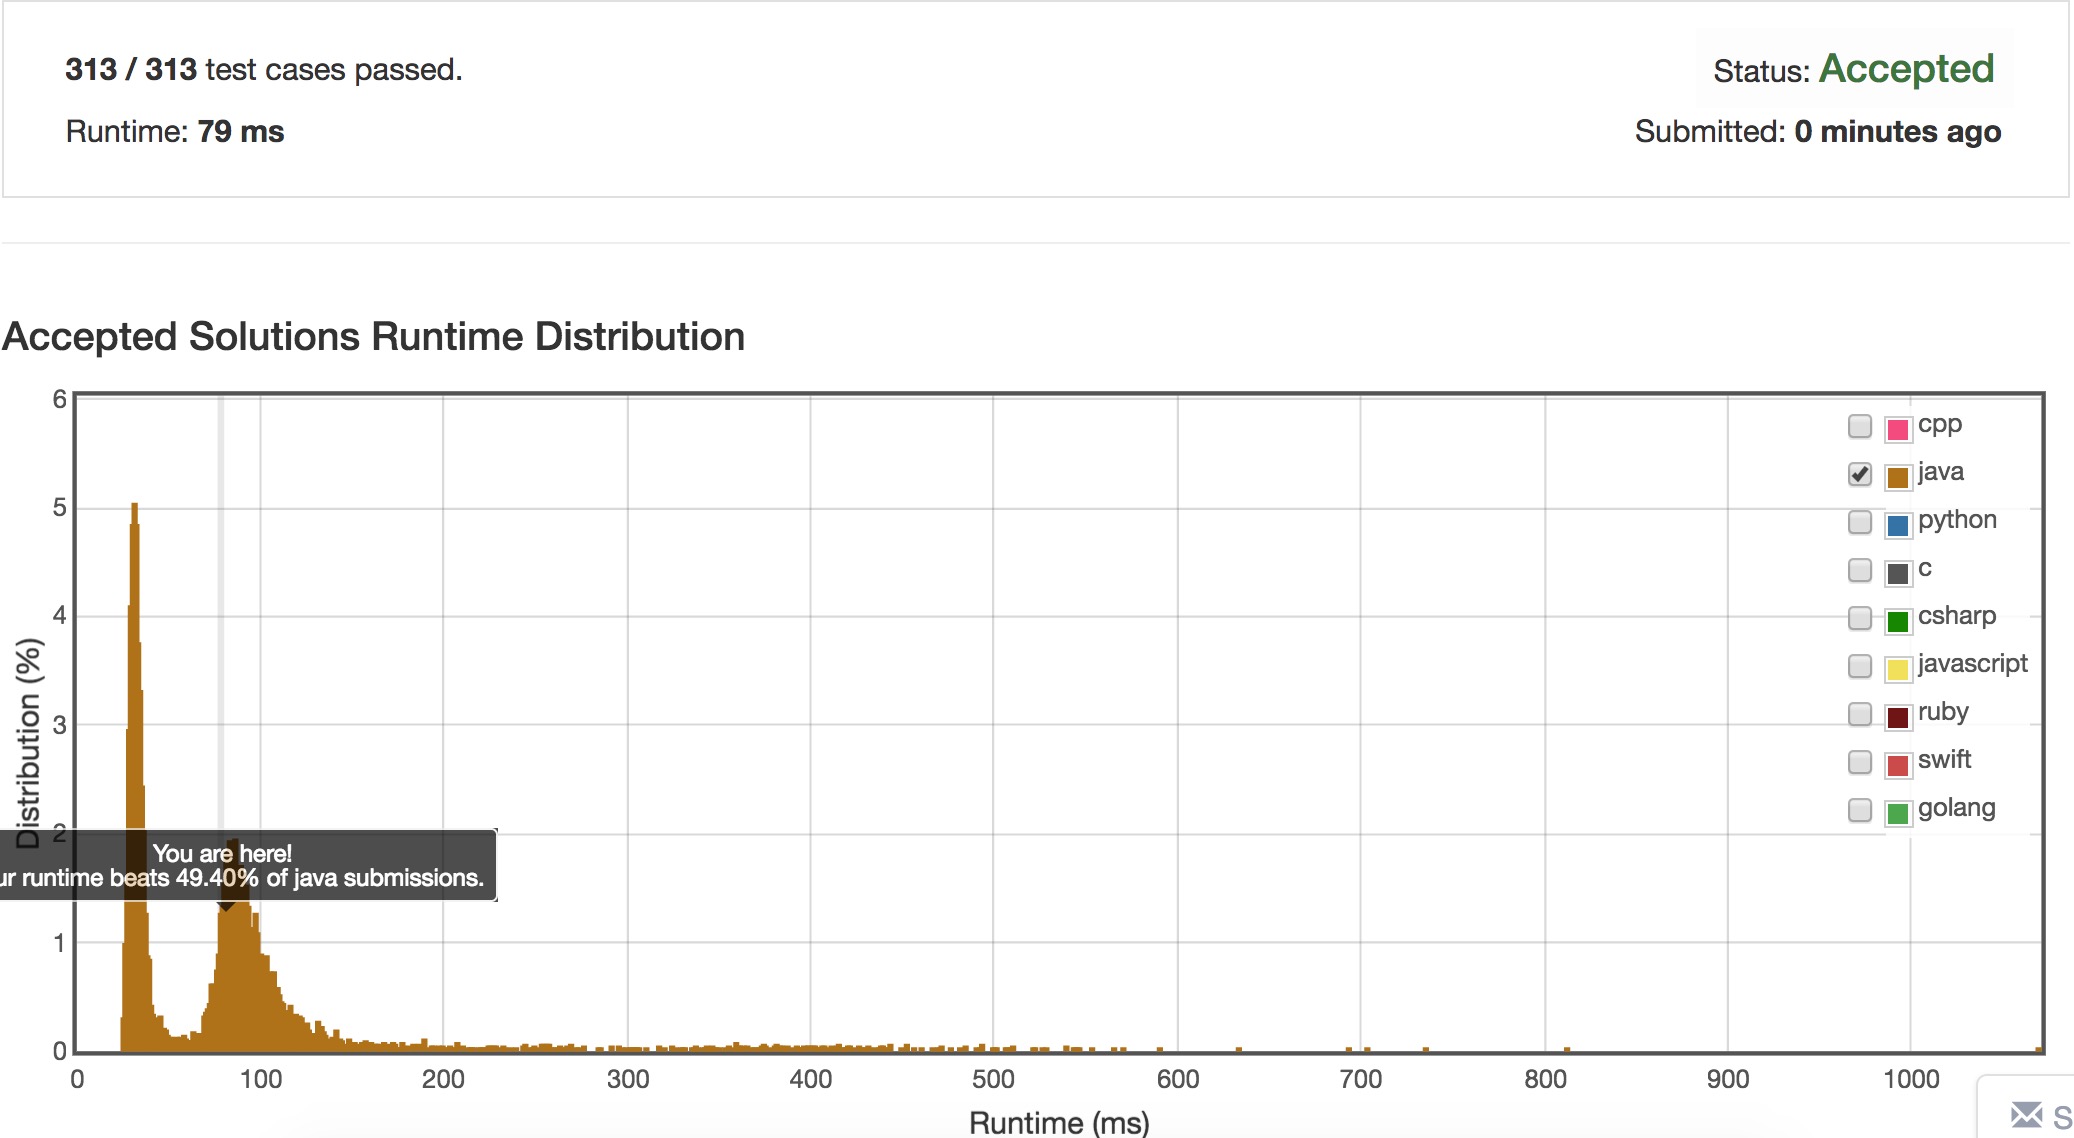 313 / 313 test cases passed.
Status: Accepted
Runtime: 79 ms
Submitted: 0 minutes ago
Accepted Solutions Runtime Distribution
6
5
4
3
2
1
0
Distribution (%)
cpp
java
python
c
csharp
javascript
ruby
swift
golang
You are here!
runtime beats 49.40% of java submissions.
0 100 200 300 400 500 600 700 800 900 1000
Runtime (ms)